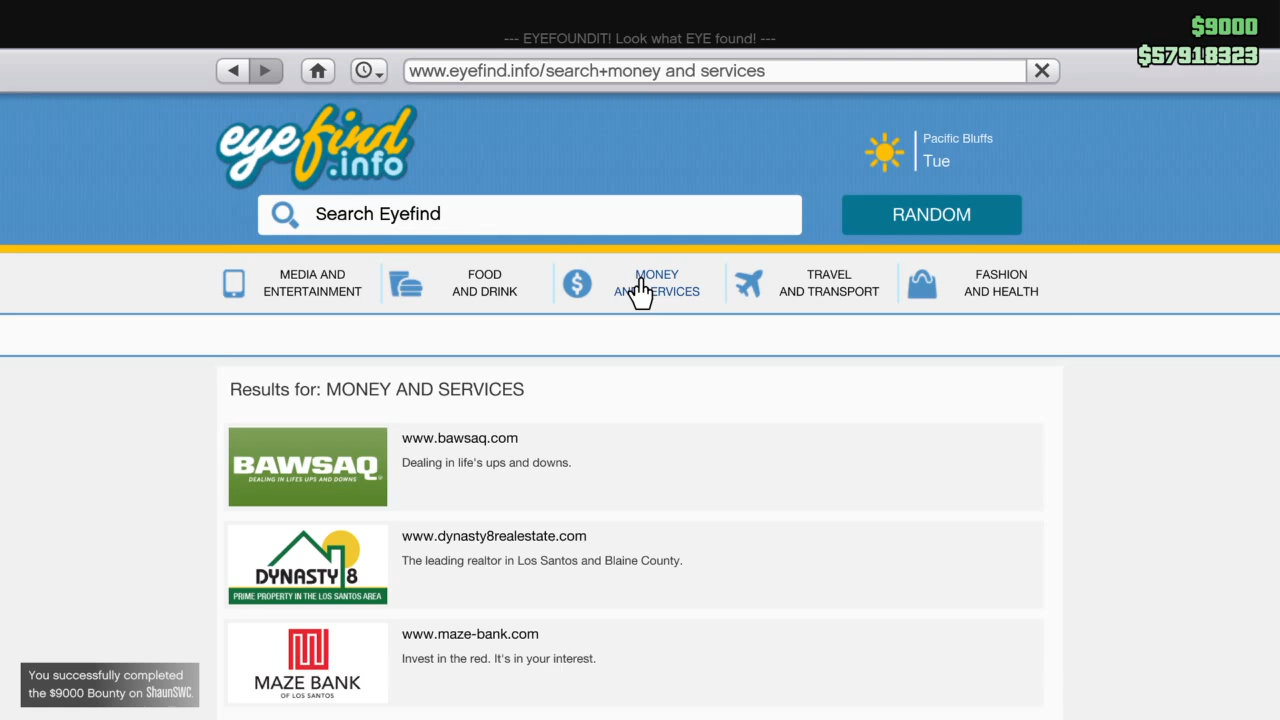 --- EYEFOUNDIT! Look what EYE found! ---
$9000
$57918323
www.eyefind.info/search+money and services
eyefind
.info
Pacific Bluffs
Tue
Search Eyefind
RANDOM
MEDIA AND
ENTERTAINMENT
FOOD
AND DRINK
MONEY
AND SERVICES
TRAVEL
AND TRANSPORT
FASHION
AND HEALTH
Results for: MONEY AND SERVICES
BAWSAQ
DEALING IN LIFES UPS AND DOWNS
www.bawsaq.com
Dealing in life's ups and downs.
DYNASTY 8
PRIME PROPERTY IN THE LOS SANTOS AREA
www.dynasty8realestate.com
The leading realtor in Los Santos and Blaine County.
MAZE BANK
OF LOS SANTOS
www.maze-bank.com
Invest in the red. It's in your interest.
You successfully completed
the $9000 Bounty on ShaunSWC.